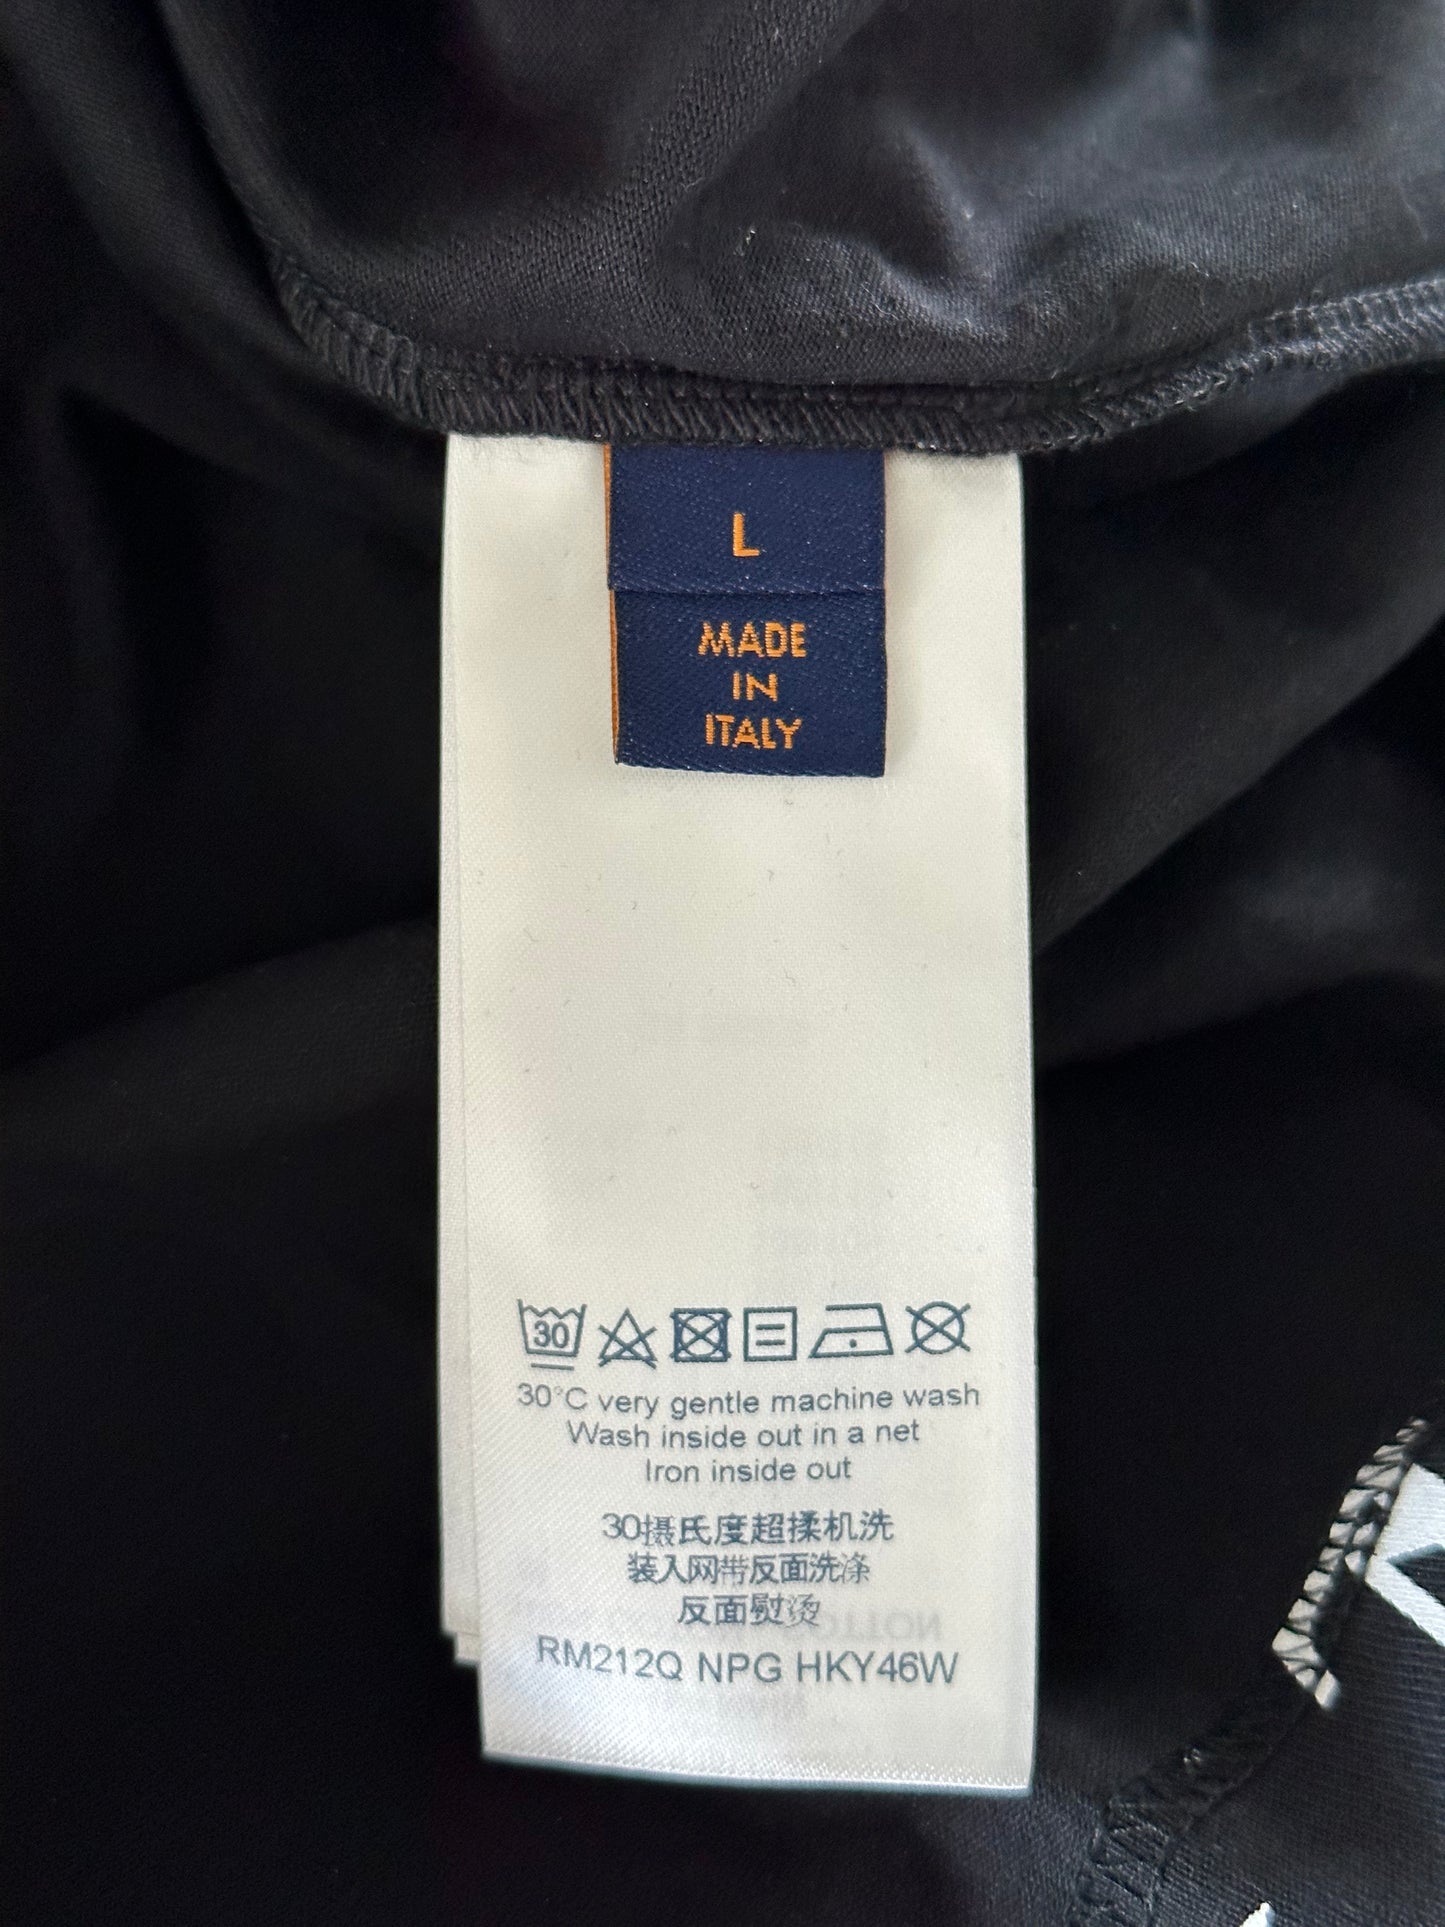 L
MADE
IN
ITALY
30
30°C very gentle machine wash
Wash inside out in a net
Iron inside out
30摄氏度超揉机洗
装入网带反面洗涤
反面熨烫
RM212Q NPG HKY46W